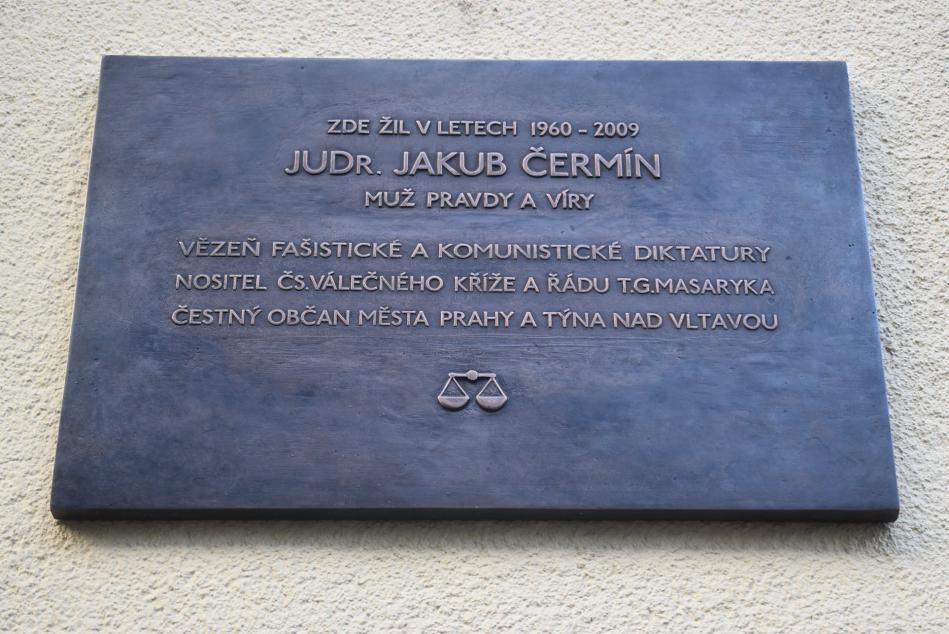 ZDE ŽIL V LETECH 1960 – 2009
JUDR. JAKUB ČERMÍN
MUŽ PRAVDY A VÍRY
VĚZEŇ FAŠISTICKÉ A KOMUNISTICKÉ DIKTATURY
NOSITEL ČS.VÁLEČNÉHO KŘÍŽE A ŘÁDU T.G.MASARYKA
ČESTNÝ OBČAN MĚSTA PRAHY A TÝNA NAD VLTAVOU